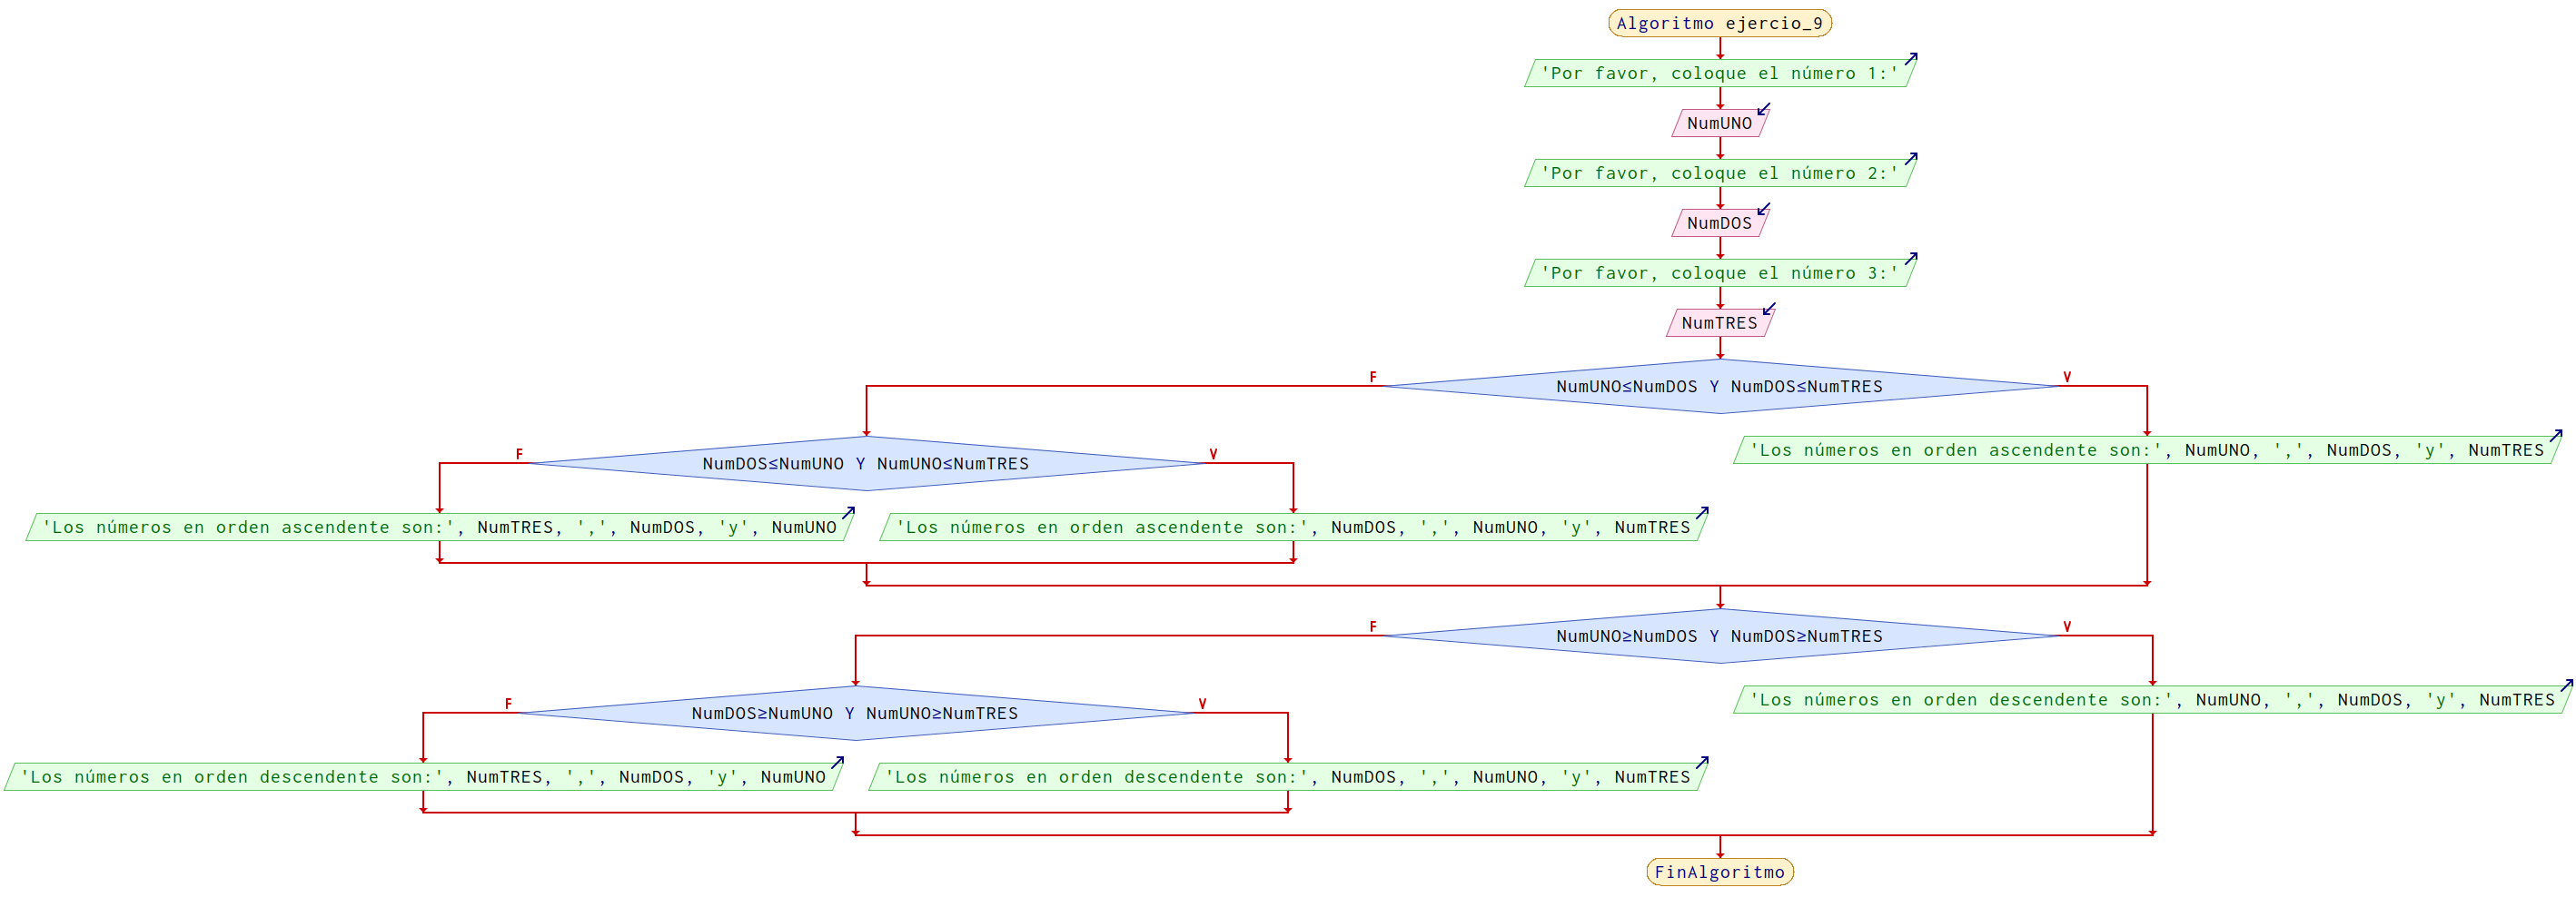 Algoritmo ejercio_9
'Por favor, coloque el número 1:'
NumUNO
'Por favor, coloque el número 2:'
NumDOS
'Por favor, coloque el número 3:'
NumTRES
NumUNO≤NumDOS Y NumDOS≤NumTRES
F
V
'Los números en orden ascendente son:', NumUNO, ',', NumDOS, 'y', NumTRES
NumDOS≤NumUNO Y NumUNO≤NumTRES
F
V
'Los números en orden ascendente son:', NumTRES, ',', NumDOS, 'y', NumUNO
'Los números en orden ascendente son:', NumDOS, ',', NumUNO, 'y', NumTRES
NumUNO≥NumDOS Y NumDOS≥NumTRES
F
V
'Los números en orden descendente son:', NumUNO, ',', NumDOS, 'y', NumTRES
NumDOS≥NumUNO Y NumUNO≥NumTRES
F
V
'Los números en orden descendente son:', NumTRES, ',', NumDOS, 'y', NumUNO
'Los números en orden descendente son:', NumDOS, ',', NumUNO, 'y', NumTRES
FinAlgoritmo